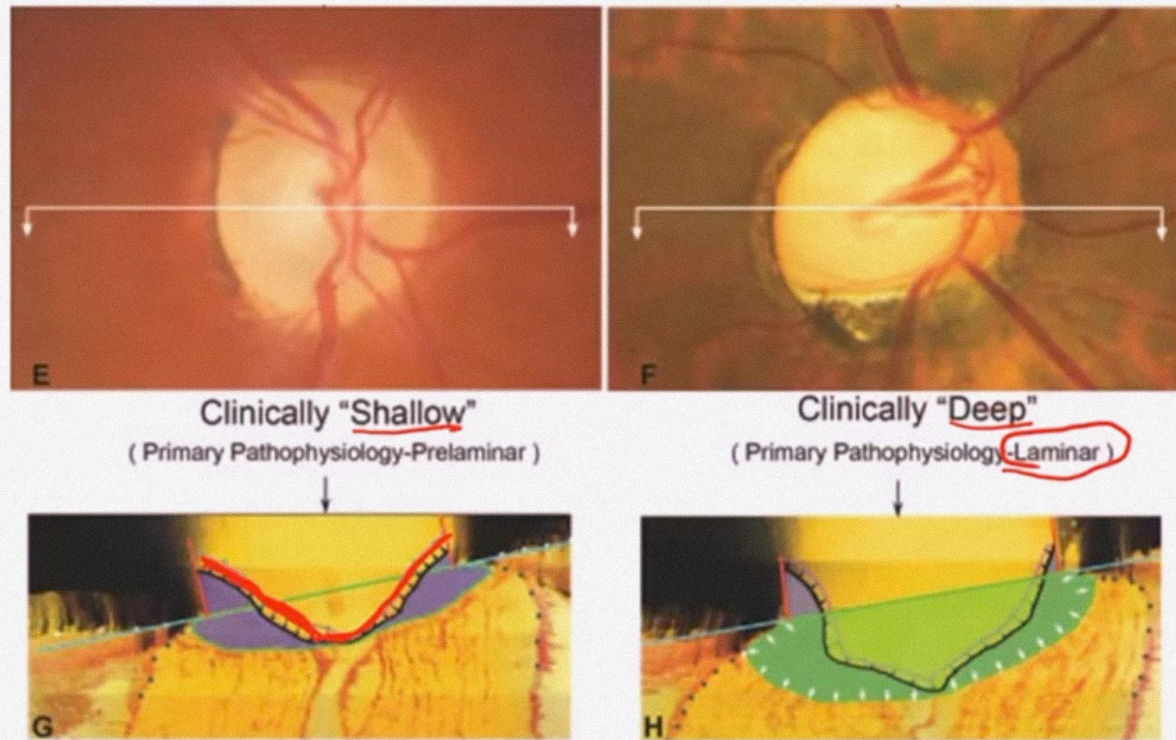 E
F
Clinically “Shallow”
( Primary Pathophysiology-Prelaminar )
Clinically “Deep”
( Primary Pathophysiology-Laminar )
G
H